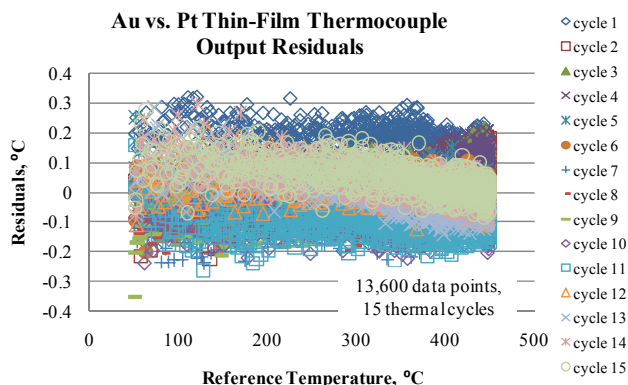 Au vs. Pt Thin-Film Thermocouple
Output Residuals
0.4
0.3
0.2
0.1
0
-0.1
-0.2
-0.3
-0.4
Residuals, °C
0
100
200
300
400
500
Reference Temperature, °C
13,600 data points,
15 thermal cycles
cycle 1
cycle 2
cycle 3
cycle 4
cycle 5
cycle 6
cycle 7
cycle 8
cycle 9
cycle 10
cycle 11
cycle 12
cycle 13
cycle 14
cycle 15